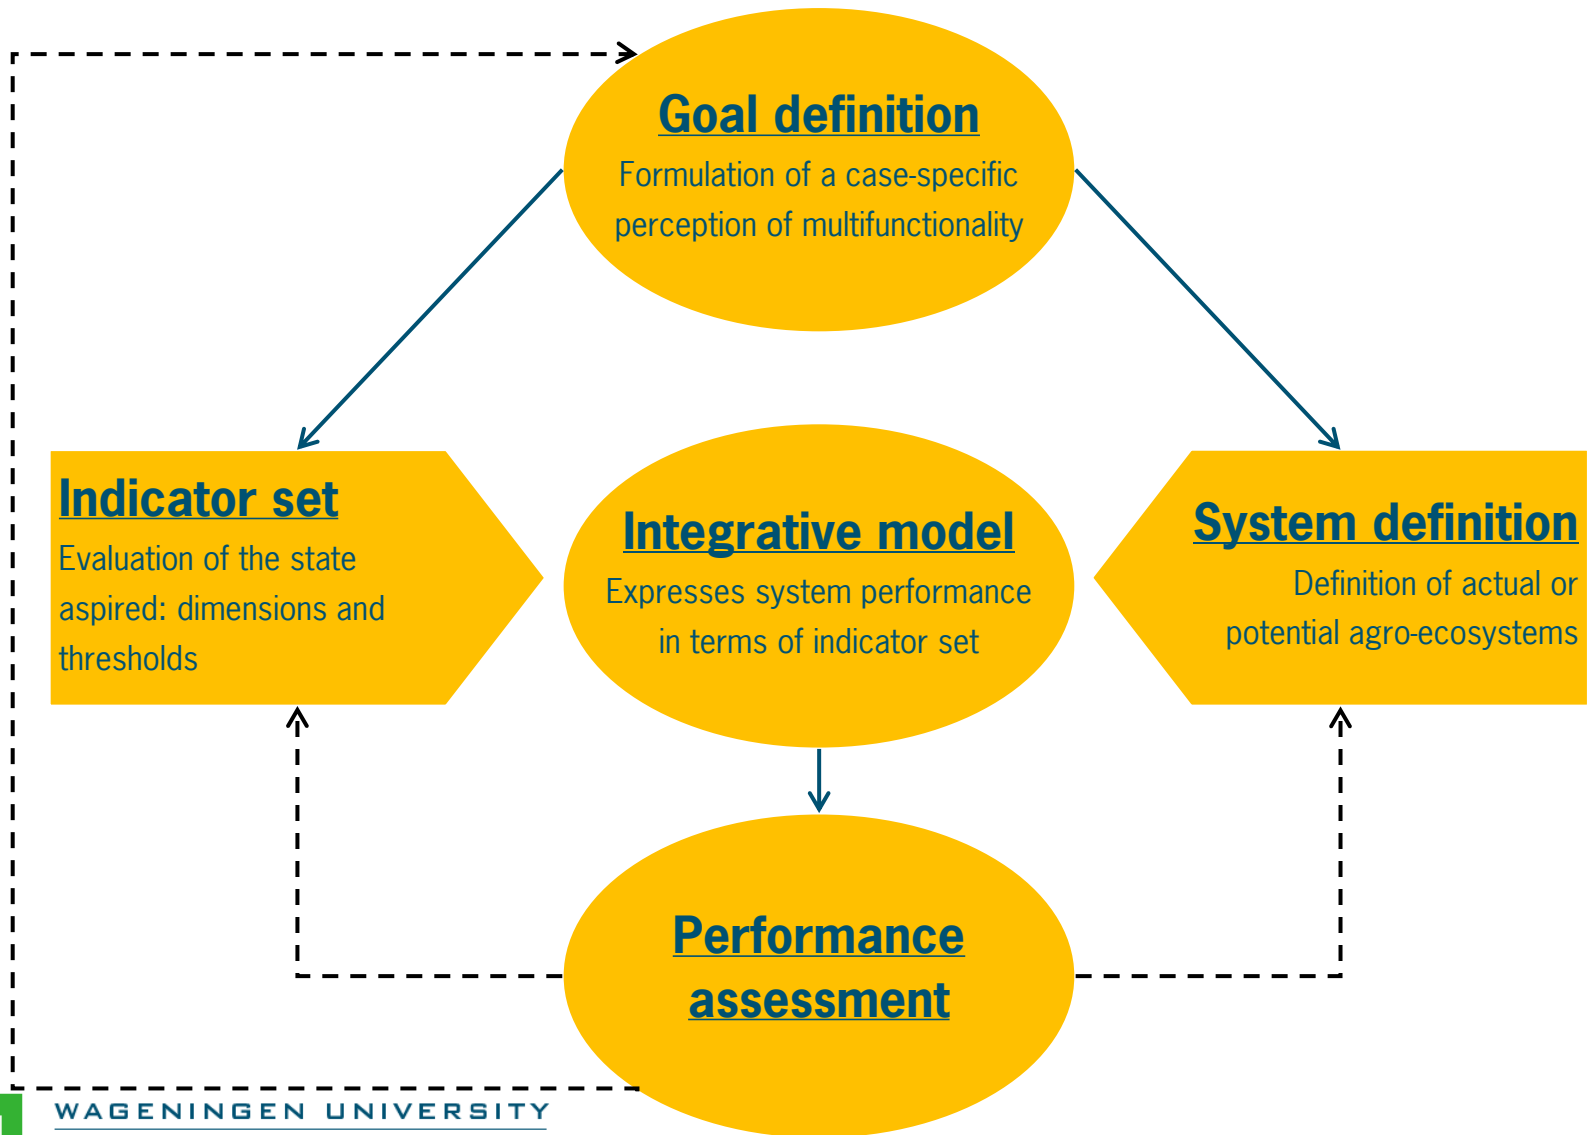 Goal definition
Formulation of a case-specific
perception of multifunctionality
Indicator set
Evaluation of the state
aspired: dimensions and
thresholds
Integrative model
Expresses system performance
in terms of indicator set
System definition
Definition of actual or
potential agro-ecosystems
Performance
assessment
WAGENINGEN UNIVERSITY